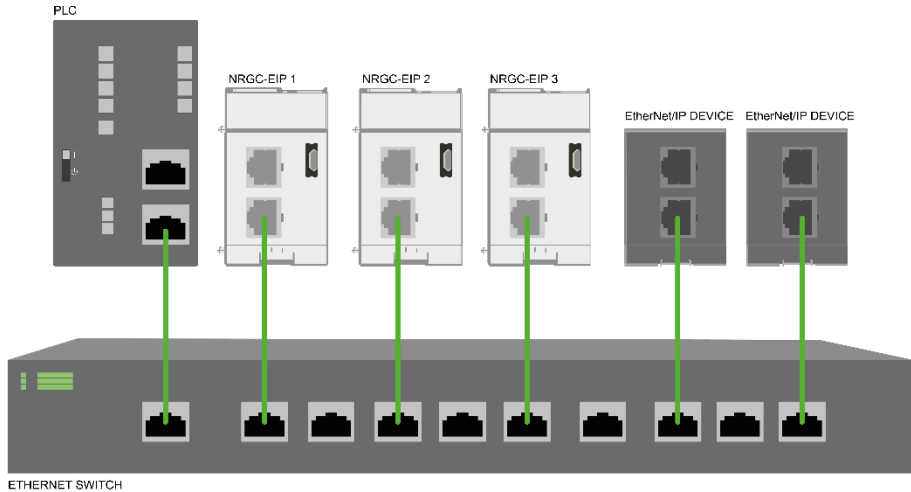 PLC
NRGC-EIP 1
NRGC-EIP 2
NRGC-EIP 3
EtherNet/IP DEVICE
EtherNet/IP DEVICE
ETHERNET SWITCH